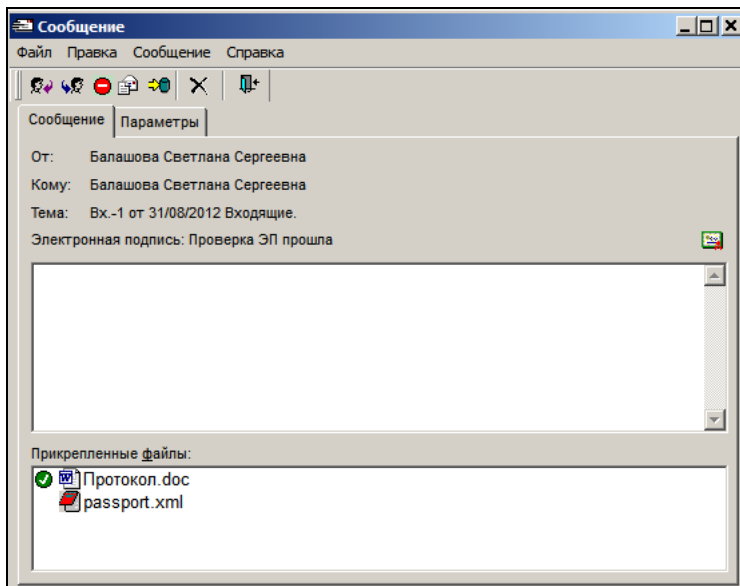 Сообщение
Файл Правка Сообщение Справка
Сообщение Параметры
От: Балашова Светлана Сергеевна
Кому: Балашова Светлана Сергеевна
Тема: Вх.-1 от 31/08/2012 Входящие.
Электронная подпись: Проверка ЭП прошла
Прикрепленные файлы:
Протокол.doc
passport.xml